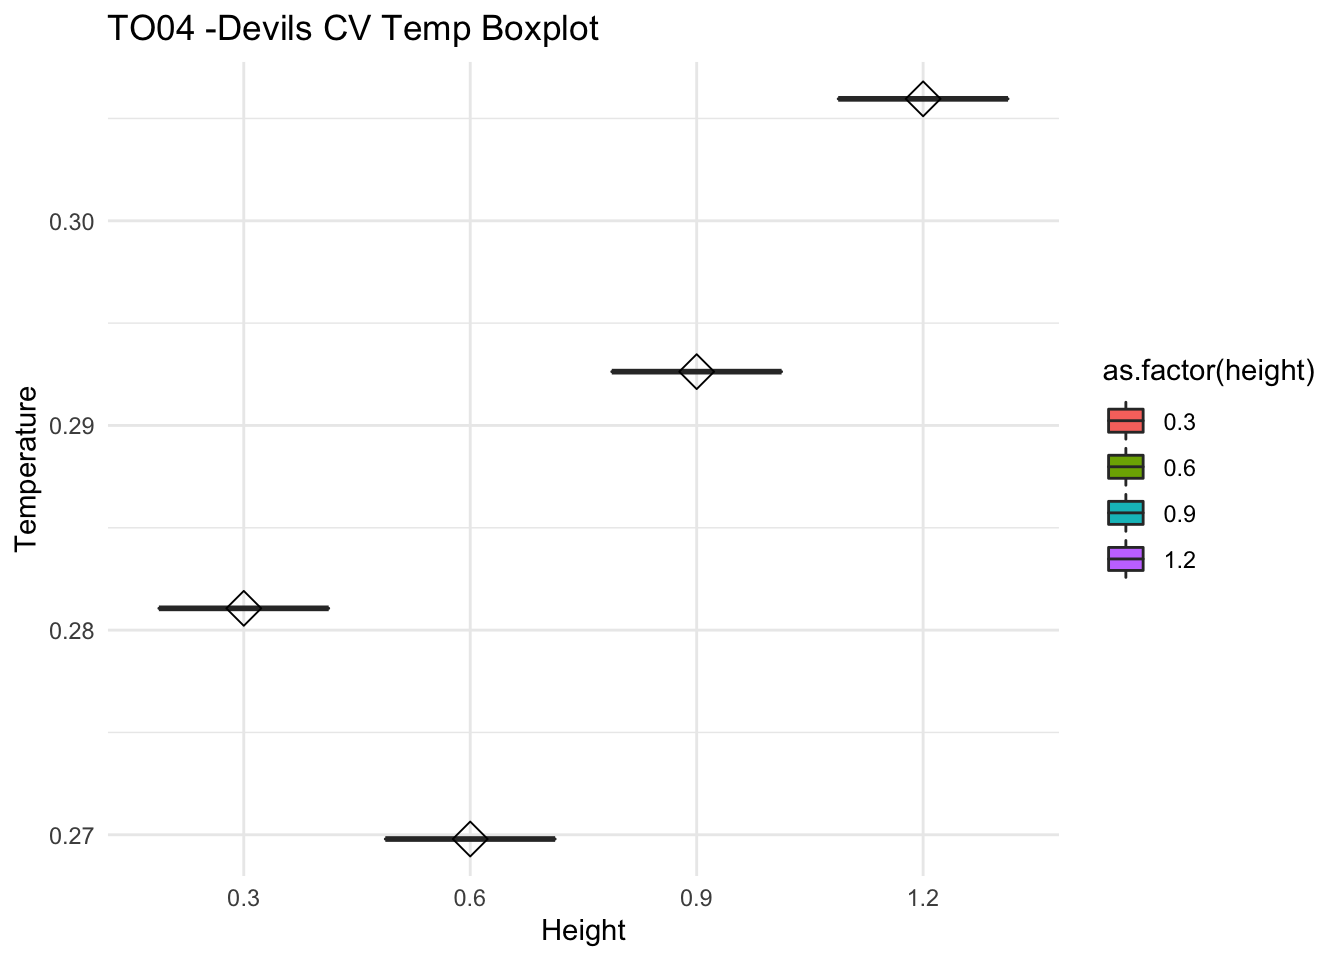 TO04 -Devils CV Temp Boxplot
0.30
0.29
0.28
0.27
Temperature
0.3 0.6 0.9 1.2
Height
as.factor(height)
0.3
0.6
0.9
1.2